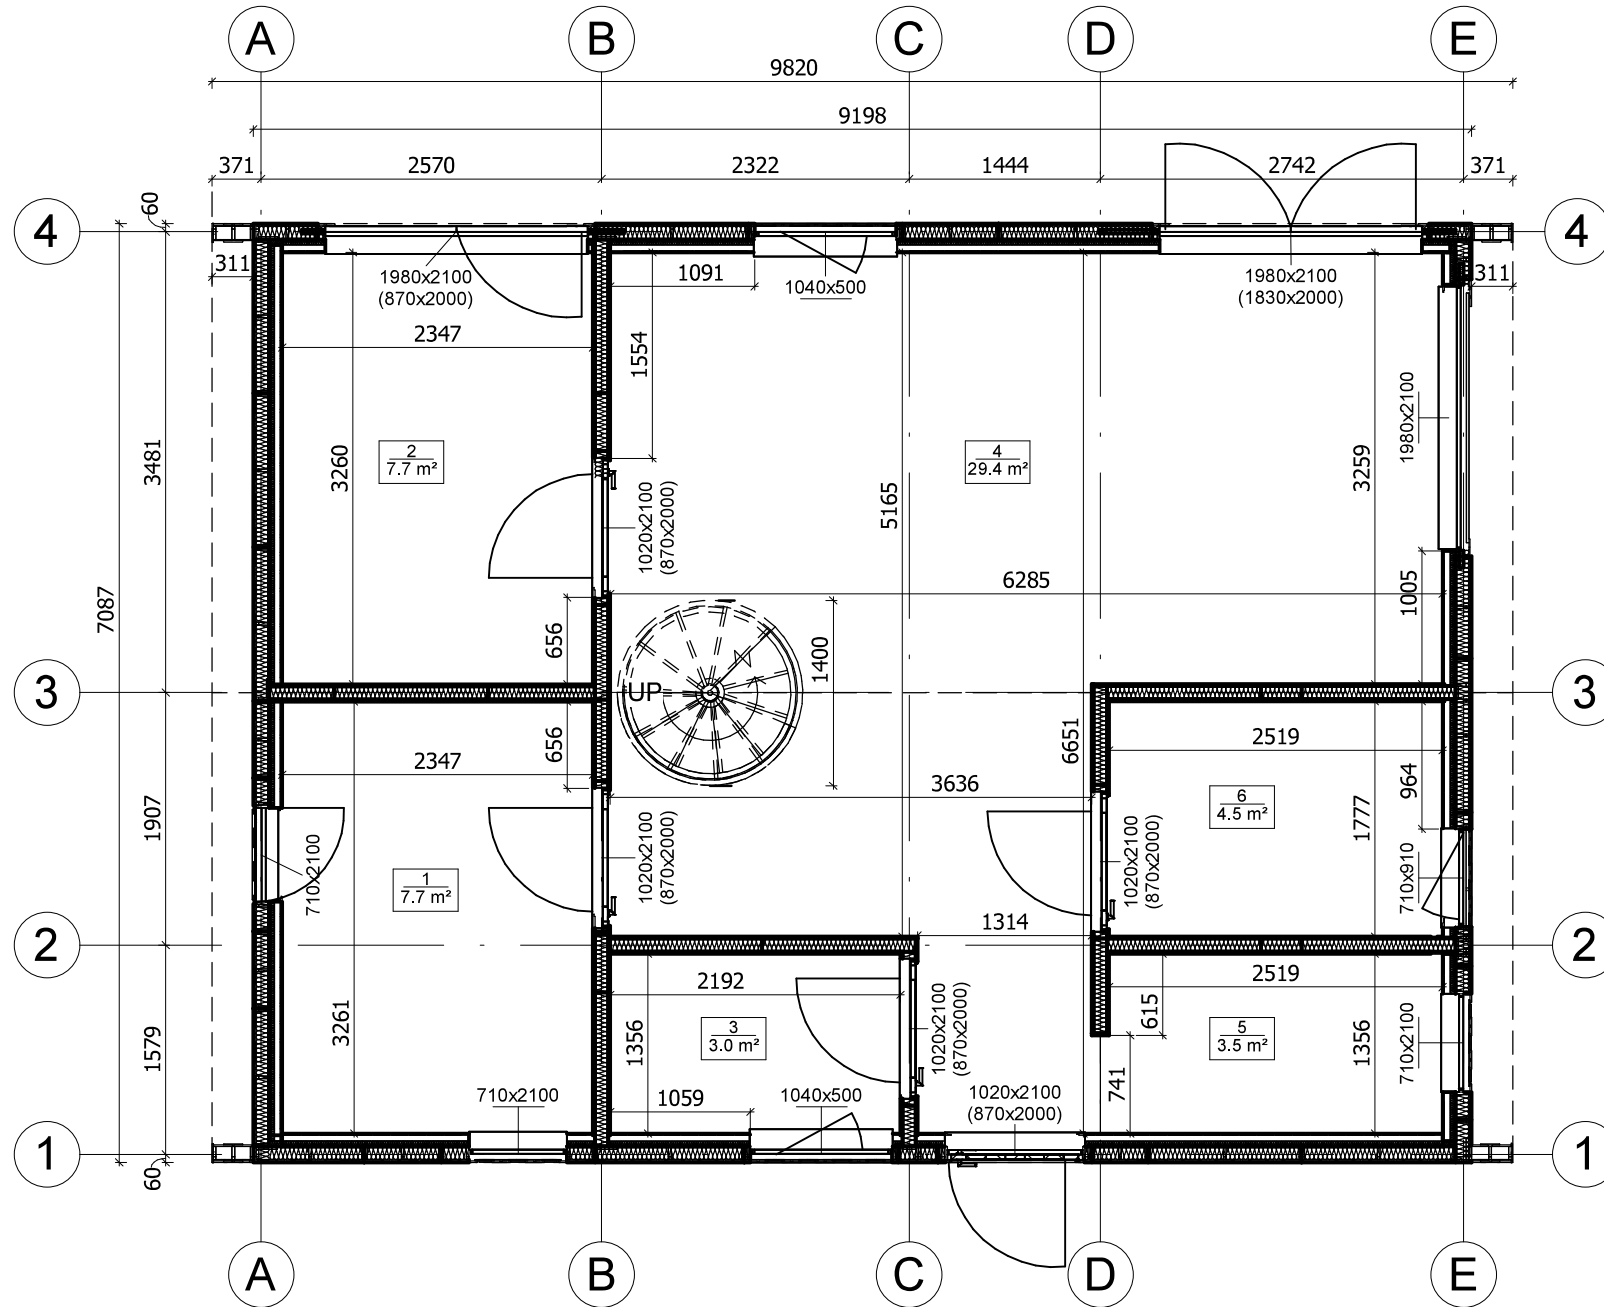 A
B
C
D
E
9820
9198
371
2570
2322
1444
2742
371
60
4
4
311
1091
1980x2100
(870x2000)
1040x500
1980x2100
(1830x2000)
311
2347
1554
1980x2100
3481
3260
2
7.7 m²
4
29.4 m²
3259
5165
1020x2100
(870x2000)
6285
1005
7087
656
1400
3
UP
3
656
2347
6651
2519
3636
964
1907
710x2100
1020x2100
(870x2000)
1020x2100
(870x2000)
6
4.5 m²
1777
710x910
1
7.7 m²
2
1314
2
2192
2519
3261
1356
3
3.0 m²
1020x2100
(870x2000)
615
5
3.5 m²
1356
710x2100
1579
741
710x2100
1059
1040x500
1020x2100
(870x2000)
1
1
60
A
B
C
D
E